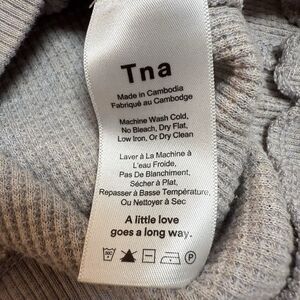 Tna
Made in Cambodia
Fabriqué au Cambodge
Machine Wash Cold,
No Bleach, Dry Flat,
Low Iron, Or Dry Clean
Laver à La Machine à
L'eau Froide,
Pas De Blanchiment,
Sécher à Plat,
Repasser à Basse Température,
Ou Nettoyer à Sec
A little love
goes a long way.
P